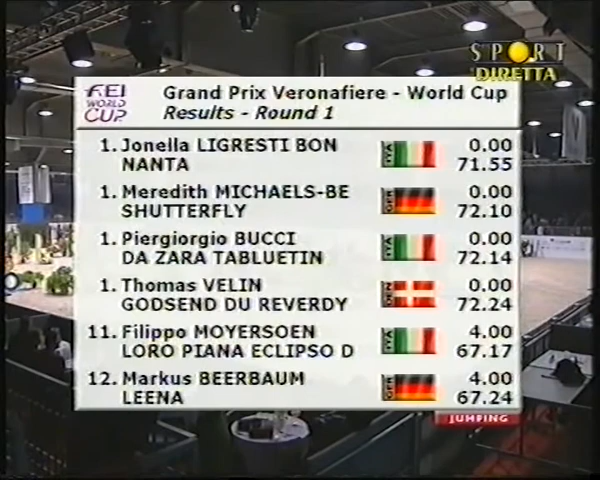 SPORT
DIRETTA
FEI
WORLD
CUP
Grand Prix Veronafiere - World Cup
Results - Round 1
1. Jonella LIGRESTI BON ITA 0.00
NANTA 71.55
1. Meredith MICHAELS-BE GER 0.00
SHUTTERFLY 72.10
1. Piergiorgio BUCCI ITA 0.00
DA ZARA TABLUETIN 72.14
1. Thomas VELIN DEN 0.00
GODSEND DU REVERDY 72.24
11. Filippo MOYERSOEN ITA 4.00
LORO PIANA ECLIPSO D 67.17
12. Markus BEERBAUM GER 4.00
LEENA 67.24
JUMPING